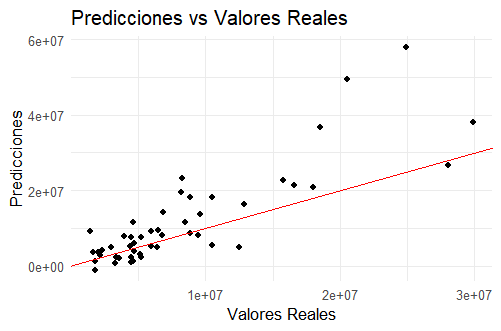 Predicciones vs Valores Reales
6e+07
4e+07
2e+07
0e+00
Predicciones
1e+07
2e+07
3e+07
Valores Reales